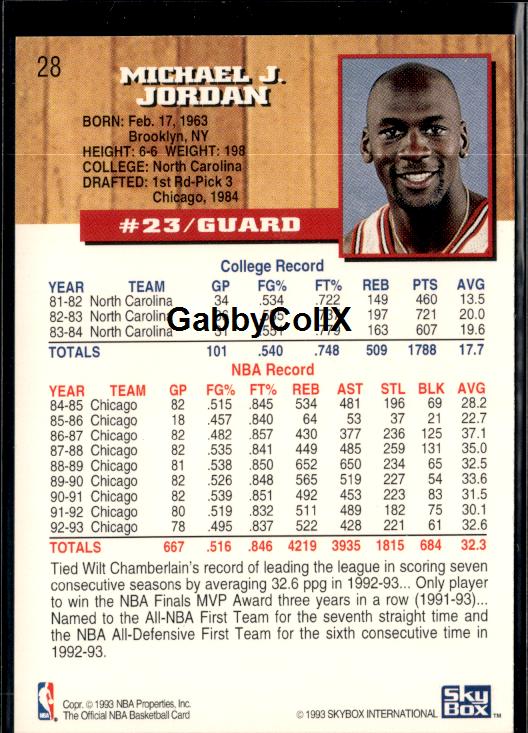 28
MICHAEL J.
JORDAN
BORN: Feb. 17, 1963
Brooklyn, NY
HEIGHT: 6-6 WEIGHT: 198
COLLEGE: North Carolina
DRAFTED: 1st Rd-Pick 3
Chicago, 1984
#23/GUARD
College Record
YEAR TEAM GP FG% FT% REB PTS AVG
81-82 North Carolina 34 .534 .722 149 460 13.5
82-83 North Carolina 197 721 20.0
83-84 North Carolina 163 607 19.6
GabbyCollX
TOTALS 101 .540 .748 509 1788 17.7
NBA Record
YEAR TEAM GP FG% FT% REB AST STL BLK AVG
84-85 Chicago 82 .515 .845 534 481 196 69 28.2
85-86 Chicago 18 .457 .840 64 53 37 21 22.7
86-87 Chicago 82 .482 .857 430 377 236 125 37.1
87-88 Chicago 82 .535 .841 449 485 259 131 35.0
88-89 Chicago 81 .538 .850 652 650 234 65 32.5
89-90 Chicago 82 .526 .848 565 519 227 54 33.6
90-91 Chicago 82 .539 .851 492 453 223 83 31.5
91-92 Chicago 80 .519 .832 511 489 182 75 30.1
92-93 Chicago 78 .495 .837 522 428 221 61 32.6
TOTALS 667 .516 .846 4219 3935 1815 684 32.3
Tied Wilt Chamberlain's record of leading the league in scoring seven
consecutive seasons by averaging 32.6 ppg in 1992-93... Only player
to win the NBA Finals MVP Award three years in a row (1991-93)...
Named to the All-NBA First Team for the seventh straight time and
the NBA All-Defensive First Team for the sixth consecutive time in
1992-93.
NBA
Copr. © 1993 NBA Properties, Inc.
The Official NBA Basketball Card
© 1993 SKYBOX INTERNATIONAL
SkyBox™